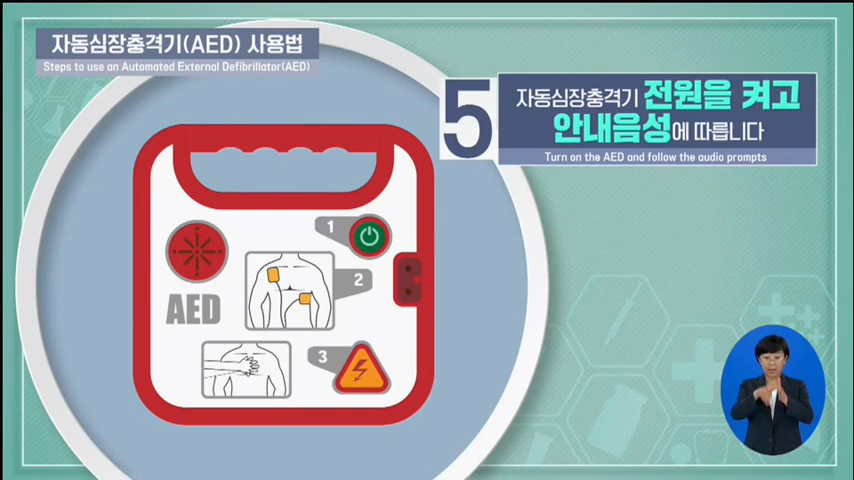 자동심장충격기(AED) 사용법
Steps to use an Automated External Defibrillator(AED)
5
자동심장충격기 전원을 켜고
안내음성에 따릅니다
Turn on the AED and follow the audio prompts
1
2
AED
3